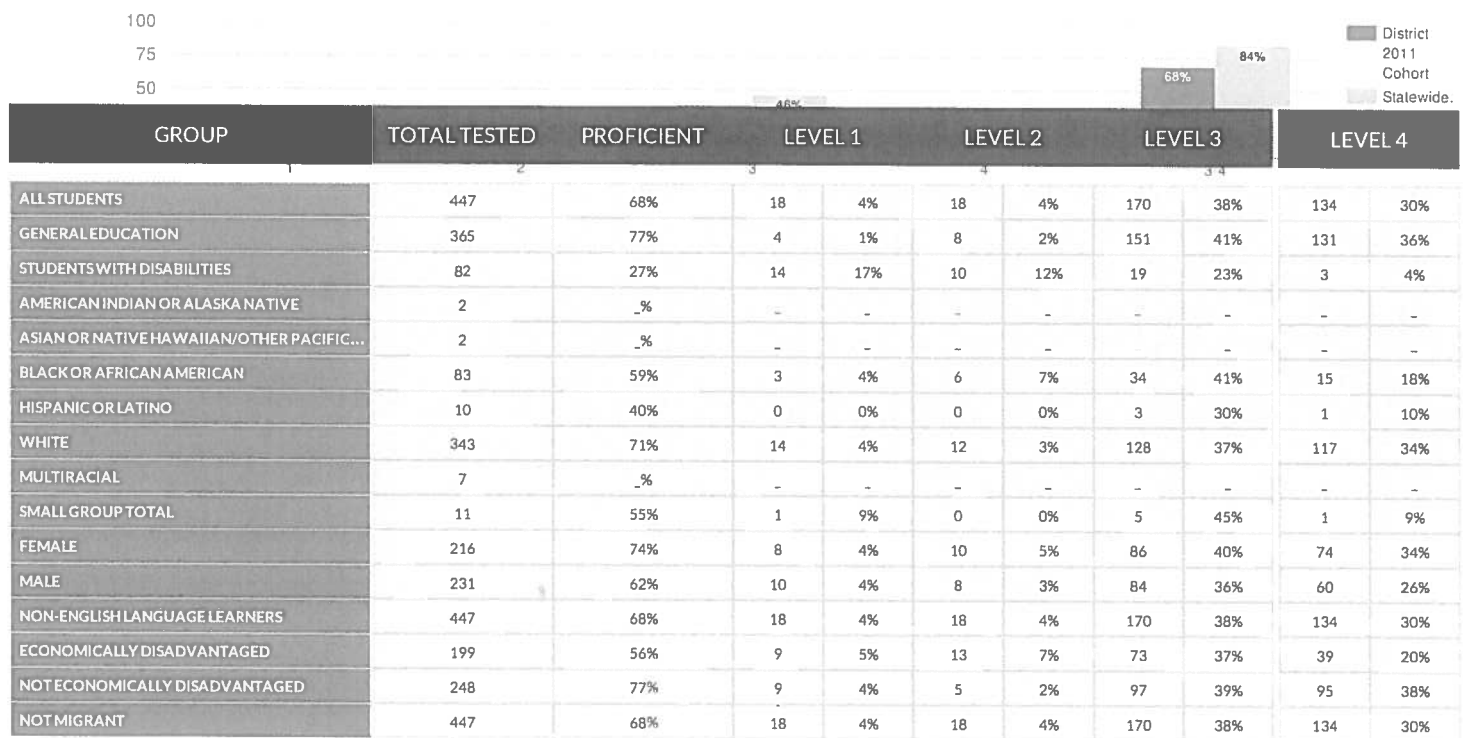 100
75
50
46%
68%
84%
District
2011
Cohort
Statewide.
GROUP TOTAL TESTED PROFICIENT LEVEL 1 LEVEL 2 LEVEL 3 LEVEL 4
1 2 3 4 3 4
ALL STUDENTS 447 68% 18 4% 18 4% 170 38% 134 30%
GENERAL EDUCATION 365 77% 4 1% 8 2% 151 41% 131 36%
STUDENTS WITH DISABILITIES 82 27% 14 17% 10 12% 19 23% 3 4%
AMERICAN INDIAN OR ALASKA NATIVE 2 _% – – – – – – – –
ASIAN OR NATIVE HAWAIIAN/OTHER PACIFIC... 2 _% – – – – – – –
BLACK OR AFRICAN AMERICAN 83 59% 3 4% 6 7% 34 41% 15 18%
HISPANIC OR LATINO 10 40% 0 0% 0 0% 3 30% 1 10%
WHITE 343 71% 14 4% 12 3% 128 37% 117 34%
MULTIRACIAL 7 _% – – – – – – – –
SMALL GROUP TOTAL 11 55% 1 9% 0 0% 5 45% 1 9%
FEMALE 216 74% 8 4% 10 5% 86 40% 74 34%
MALE 231 62% 10 4% 8 3% 84 36% 60 26%
NON-ENGLISH LANGUAGE LEARNERS 447 68% 18 4% 18 4% 170 38% 134 30%
ECONOMICALLY DISADVANTAGED 199 56% 9 5% 13 7% 73 37% 39 20%
NOT ECONOMICALLY DISADVANTAGED 248 77% 9 4% 5 2% 97 39% 95 38%
NOT MIGRANT 447 68% 18 4% 18 4% 170 38% 134 30%